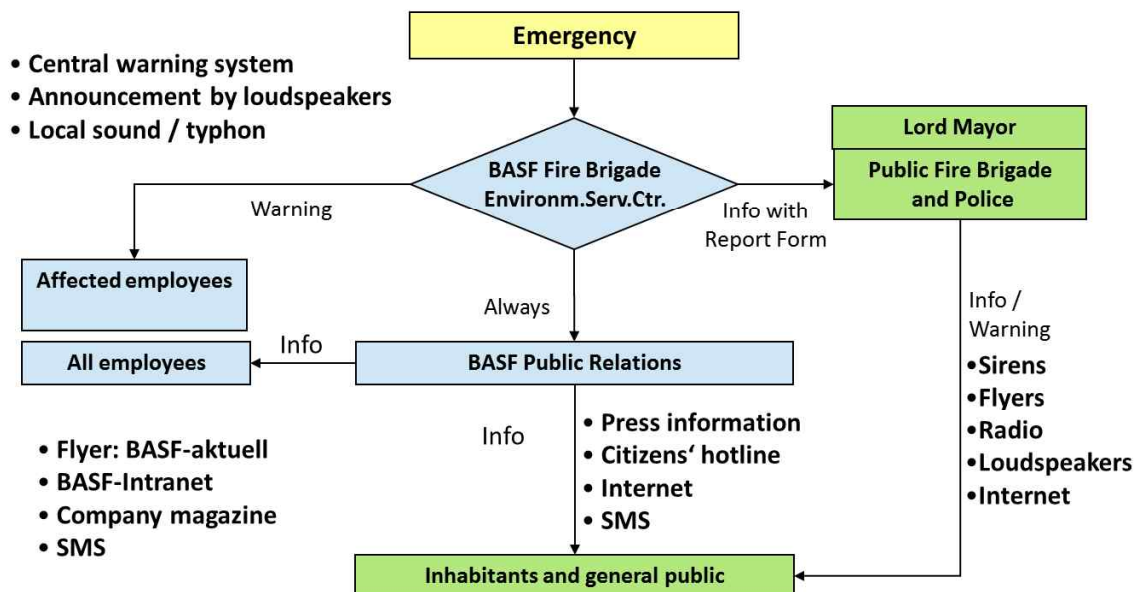 Emergency
• Central warning system
• Announcement by loudspeakers
• Local sound / typhon
BASF Fire Brigade
Environm.Serv.Ctr.
Lord Mayor
Public Fire Brigade
and Police
Warning
Info with
Report Form
Affected employees
Always
Info /
Warning
•Sirens
•Flyers
•Radio
•Loudspeakers
•Internet
All employees
Info
BASF Public Relations
• Flyer: BASF-aktuell
• BASF-Intranet
• Company magazine
• SMS
Info
• Press information
• Citizens‘ hotline
• Internet
• SMS
Inhabitants and general public